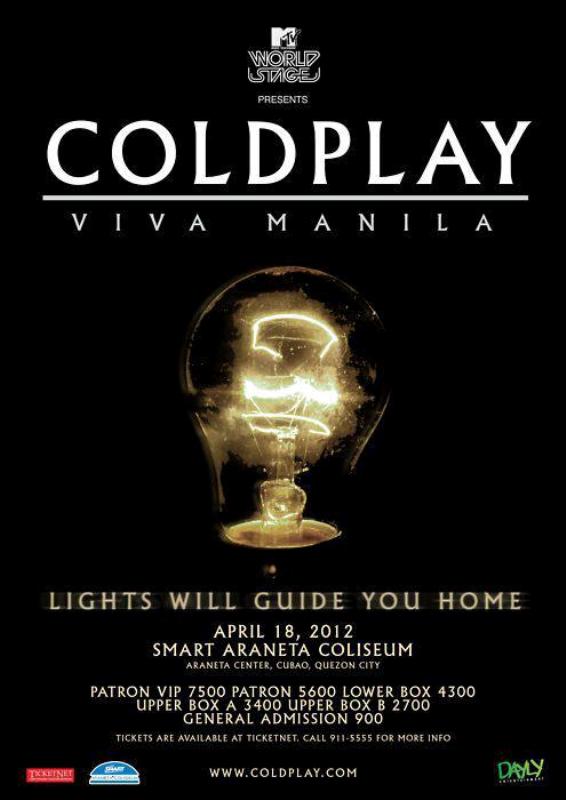 MTV
WORLD
STAGE
PRESENTS
COLDPLAY
VIVA MANILA
LIGHTS WILL GUIDE YOU HOME
APRIL 18, 2012
SMART ARANETA COLISEUM
ARANETA CENTER, CUBAO, QUEZON CITY
PATRON VIP 7500 PATRON 5600 LOWER BOX 4300
UPPER BOX A 3400 UPPER BOX B 2700
GENERAL ADMISSION 900
TICKETS ARE AVAILABLE AT TICKETNET. CALL 911-5555 FOR MORE INFO
TICKETNET
SMART
WWW.COLDPLAY.COM
DAYLY
ENTERTAINMENT